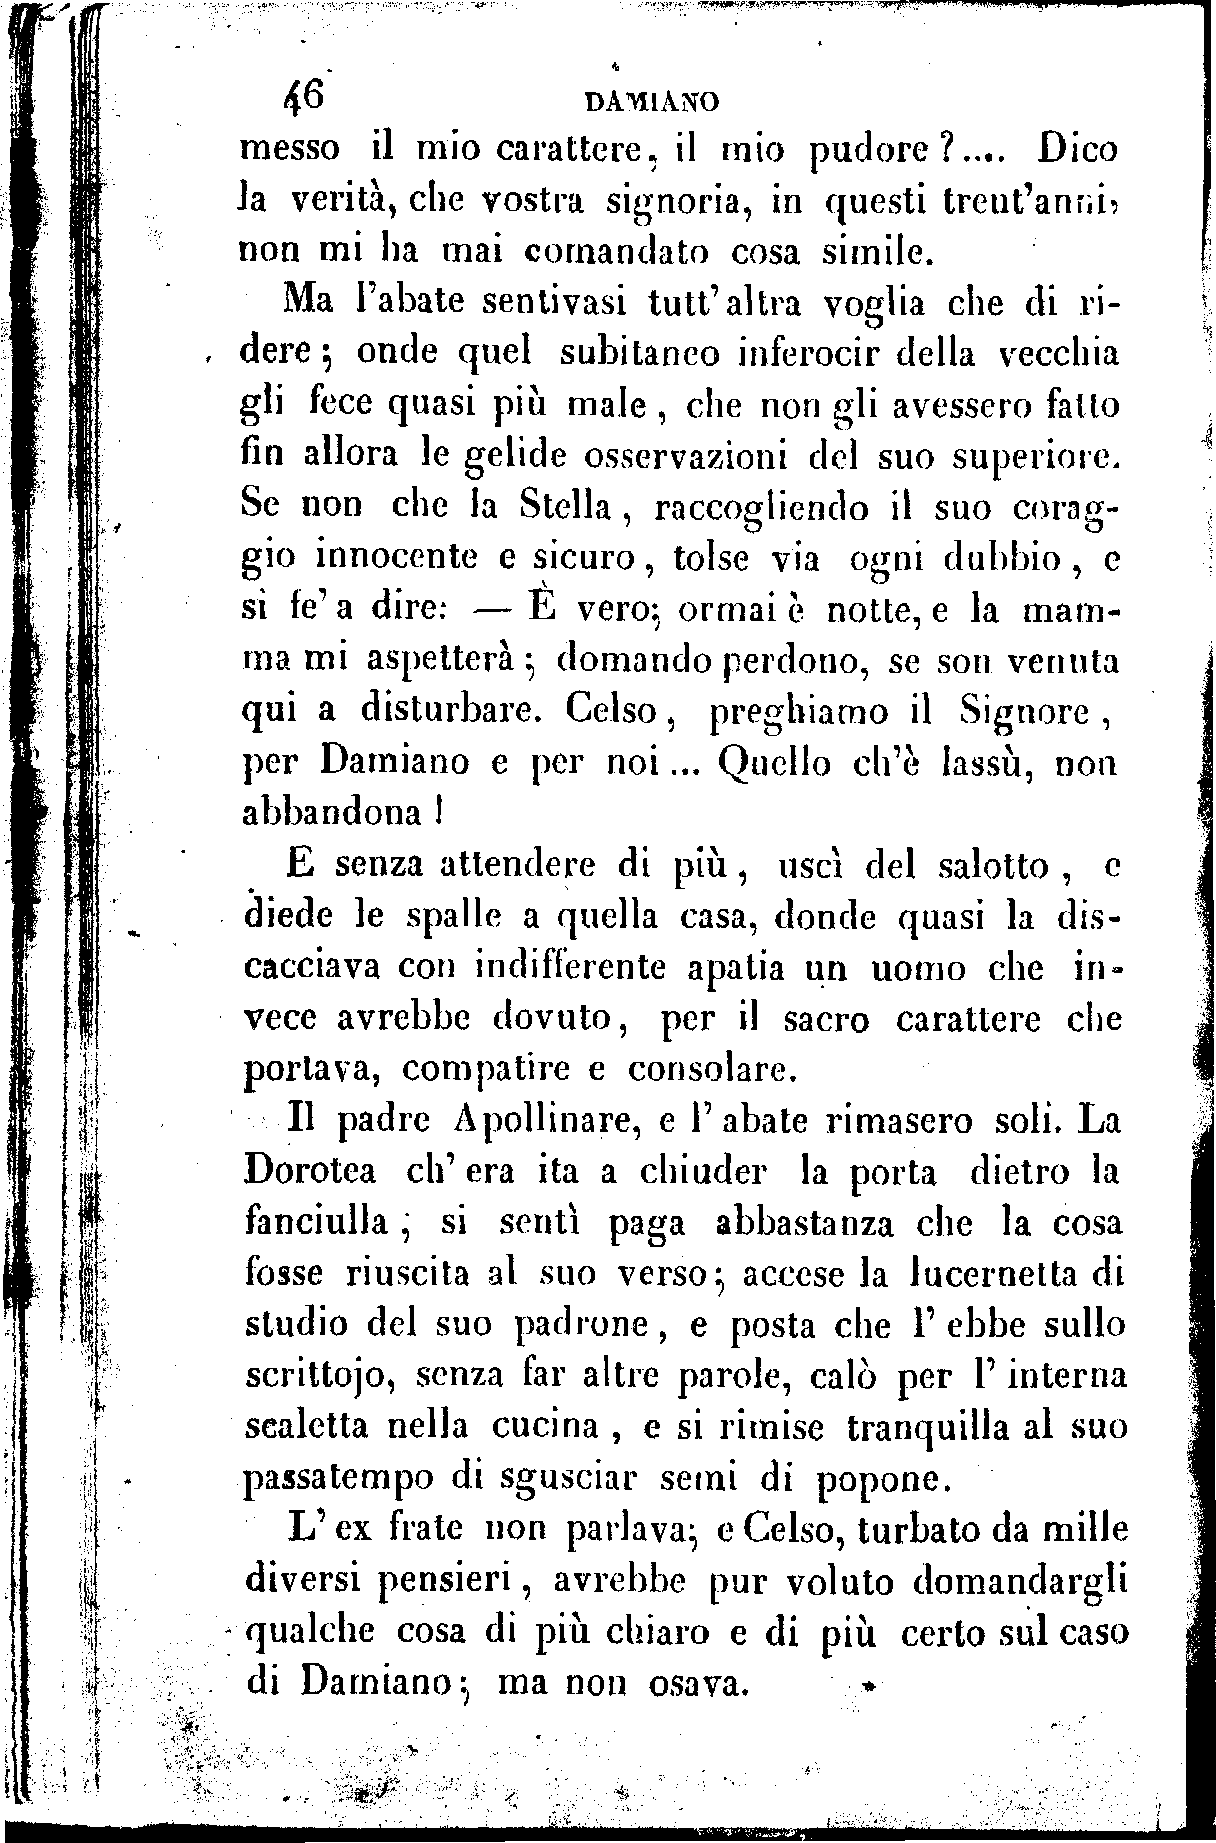 46 DAMIANO
messo il mio carattere, il mio pudore?.... Dico
la verità, che vostra signoria, in questi trent'anni,
non mi ha mai comandato cosa simile.
Ma l'abate sentivasi tutt'altra voglia che di ri-
dere; onde quel subitaneo inferocir della vecchia
gli fece quasi più male, che non gli avessero fatto
fin allora le gelide osservazioni del suo superiore.
Se non che la Stella, raccogliendo il suo corag-
gio innocente e sicuro, tolse via ogni dubbio, e
si fe' a dire: — È vero; ormai è notte, e la mam-
ma mi aspetterà; domando perdono, se son venuta
qui a disturbare. Celso, preghiamo il Signore,
per Damiano e per noi... Quello ch'è lassù, non
abbandona!
E senza attendere di più, uscì del salotto, e
diede le spalle a quella casa, donde quasi la dis-
cacciava con indifferente apatia un uomo che in-
vece avrebbe dovuto, per il sacro carattere che
portava, compatire e consolare.
Il padre Apollinare, e l'abate rimasero soli. La
Dorotea ch'era ita a chiuder la porta dietro la
fanciulla; si sentì paga abbastanza che la cosa
fosse riuscita al suo verso; accese la lucernetta di
studio del suo padrone, e posta che l'ebbe sullo
scrittojo, senza far altre parole, calò per l'interna
scaletta nella cucina, e si rimise tranquilla al suo
passatempo di sgusciar semi di popone.
L'ex frate non parlava; e Celso, turbato da mille
diversi pensieri, avrebbe pur voluto domandargli
qualche cosa di più chiaro e di più certo sul caso
di Damiano; ma non osava.